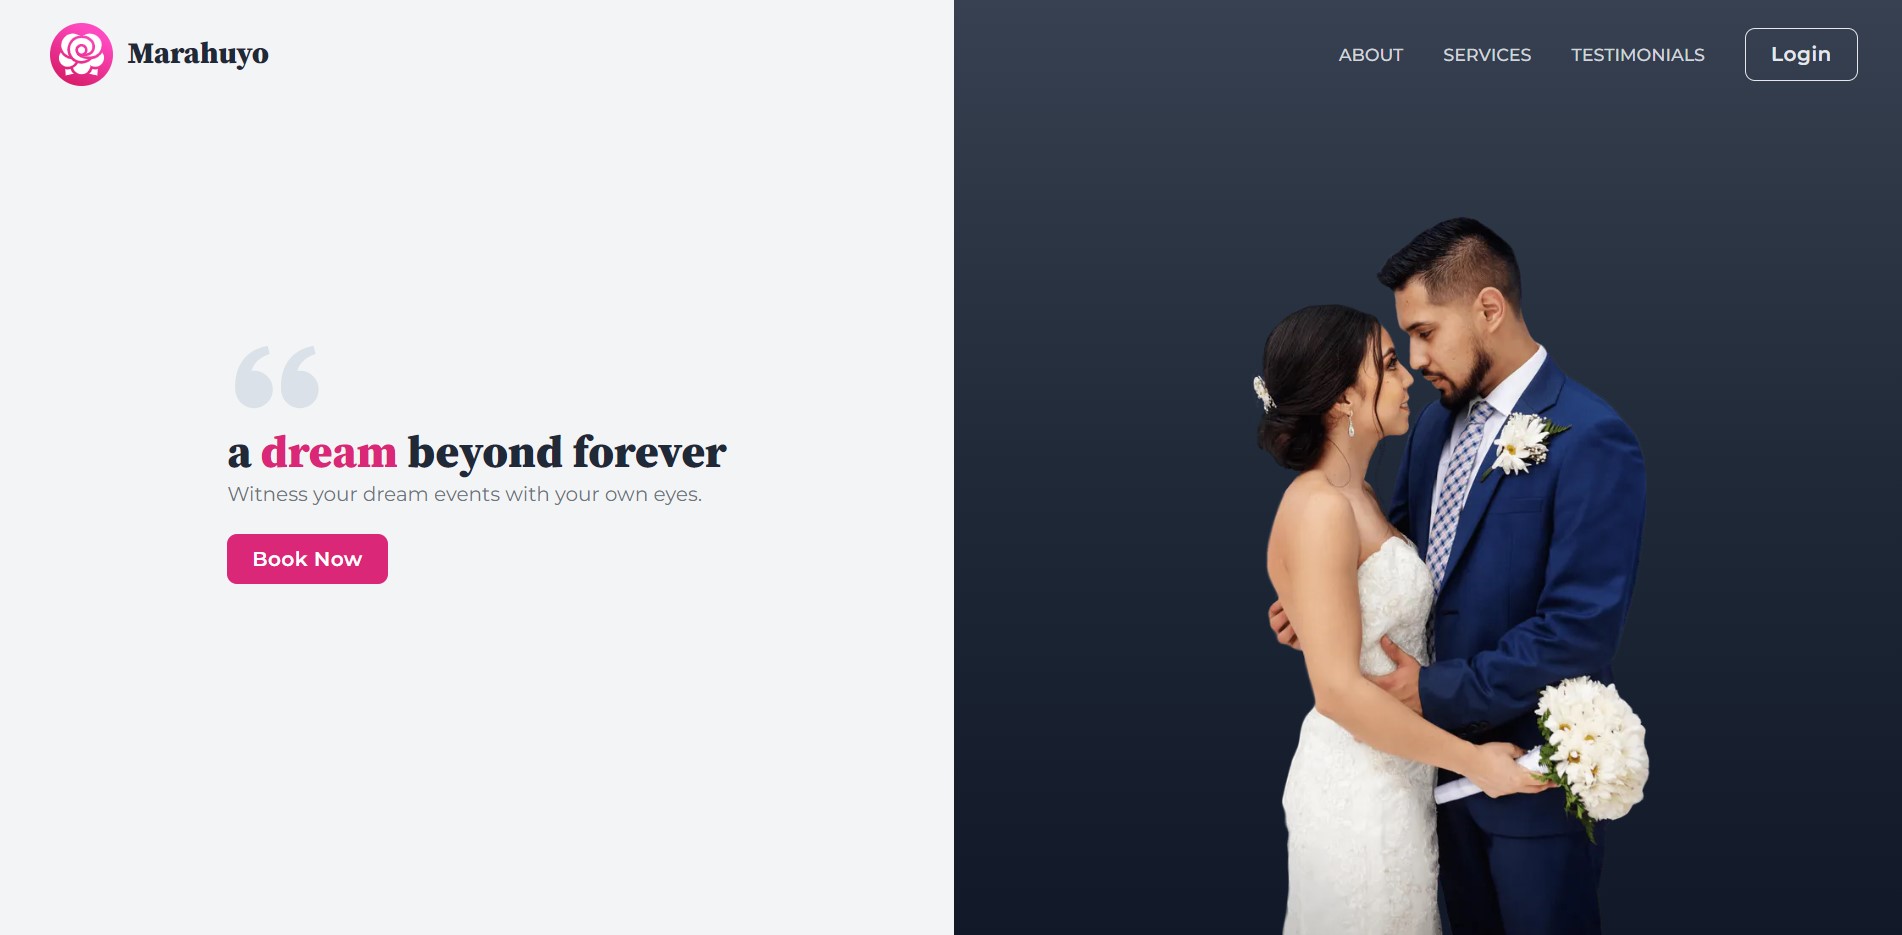 Marahuyo
ABOUT SERVICES TESTIMONIALS Login
“
a dream beyond forever
Witness your dream events with your own eyes.
Book Now